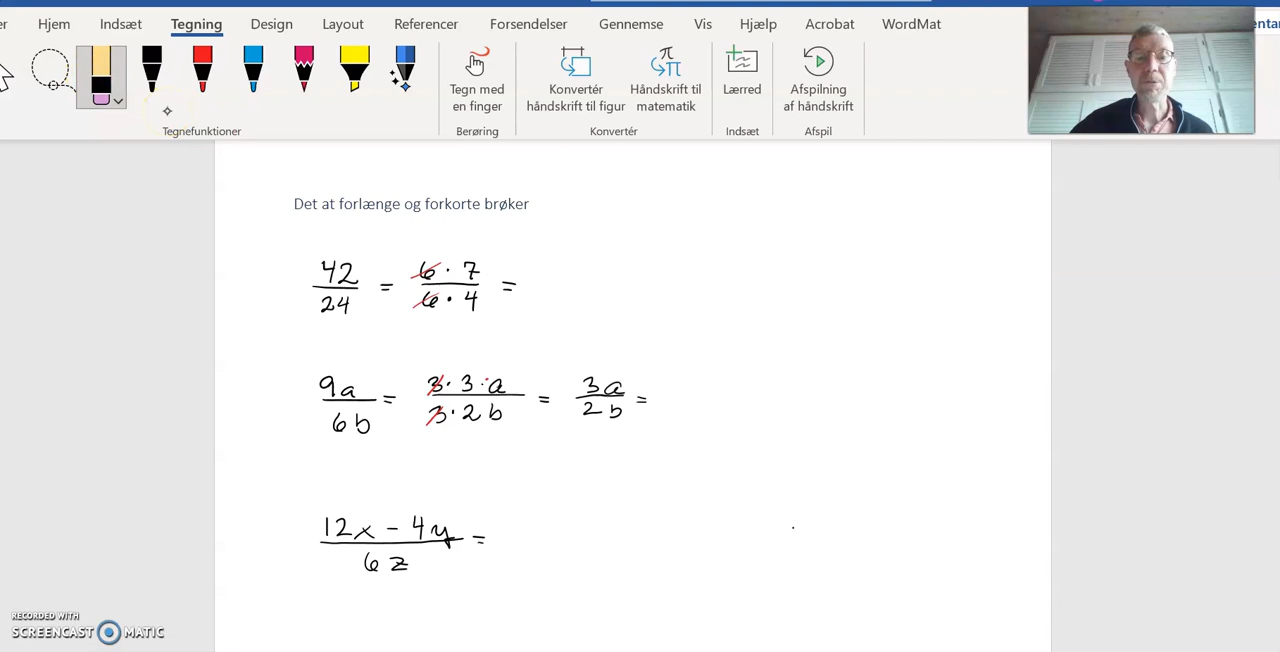 Hjem Indsæt Tegning Design Layout Referencer Forsendelser Gennemse Vis Hjælp Acrobat WordMat
Tegn med en finger
Konvertér håndskrift til figur
Håndskrift til matematik
Lærred
Afspilning af håndskrift
Tegnefunktioner Berøring Konvertér Indsæt Afspil
Det at forlænge og forkorte brøker
42/24 = 6 · 7/6 · 4 =
9a/6b = 3 · 3 · a/3 · 2b = 3a/2b =
12x - 4y/6z =
RECORDED WITH
SCREENCAST MATIC